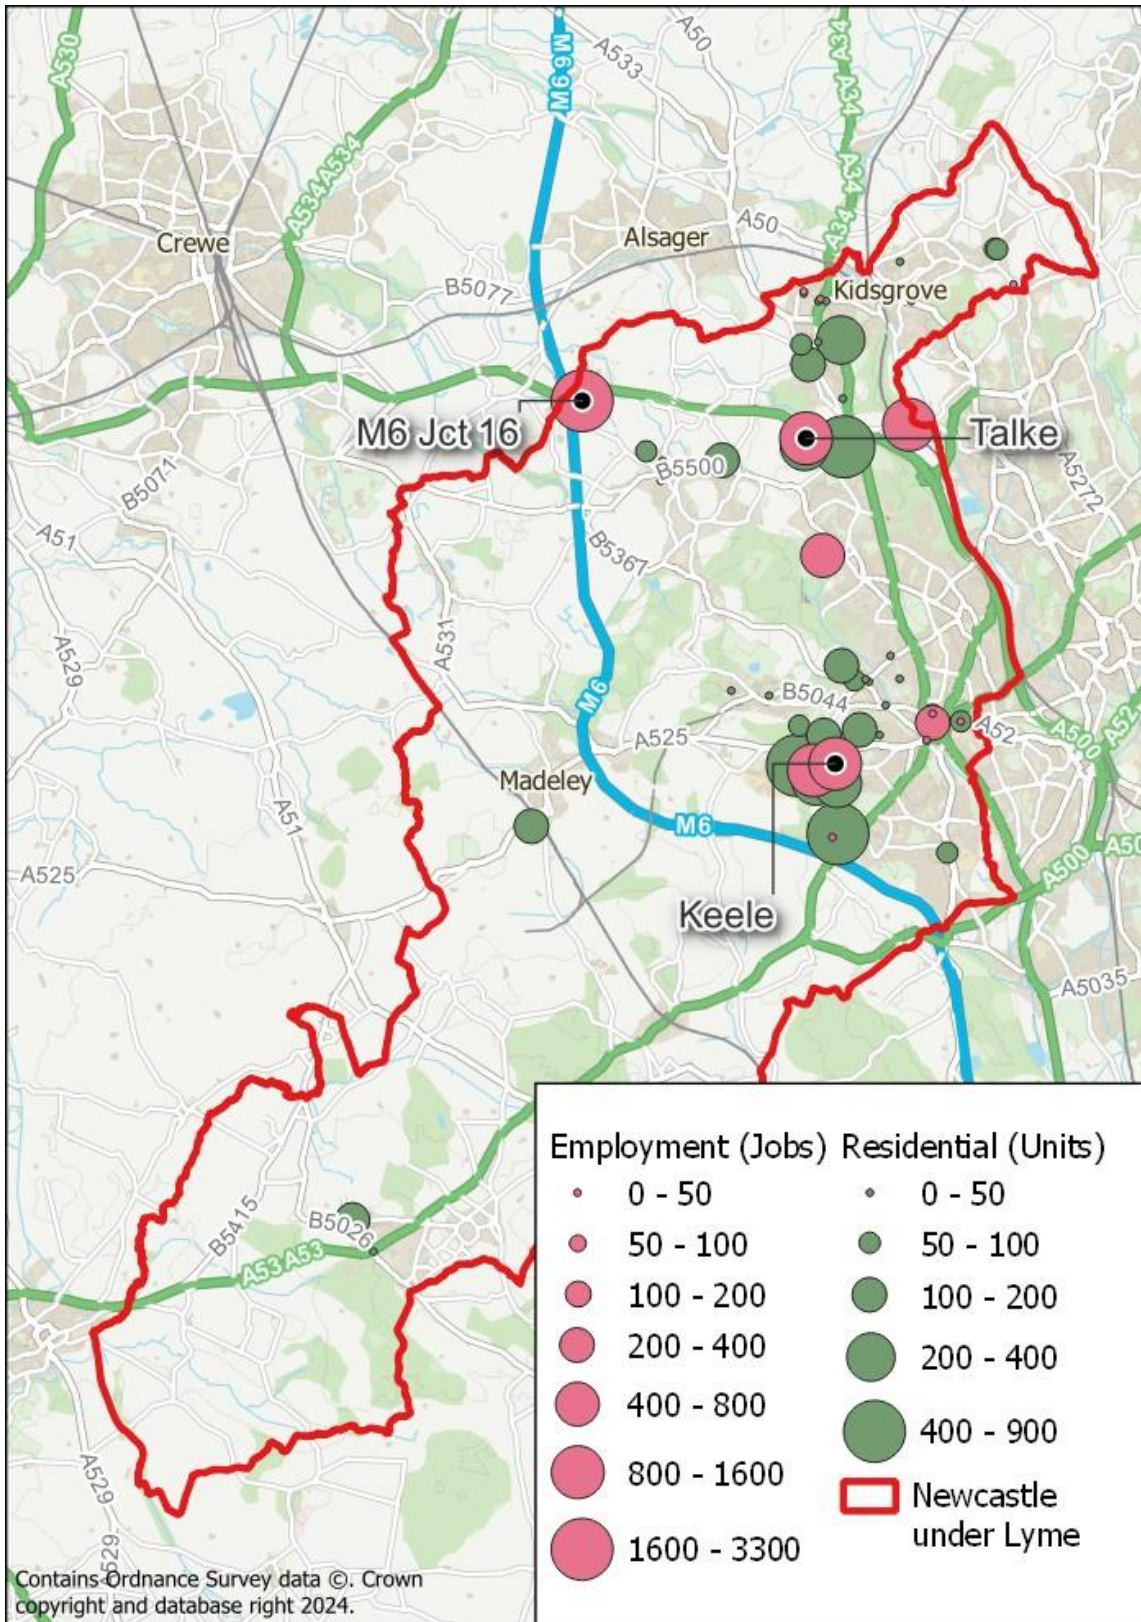 A530
A534 A534
M6 M6
A533
A50
A34
A34
A34
A34
A34
Crewe
Alsager
A50
B5077
Kidsgrove
M6 Jct 16
Talke
B5071
B5500
A5272
A51
B5367
A529
A531
M6
B5044
A52
A52
A500
A525
Madeley
A51
M6
A525
A500
Keele
A5035
B5415
B5026
A53 A53
A529
A529
Employment (Jobs)
0 - 50
50 - 100
100 - 200
200 - 400
400 - 800
800 - 1600
1600 - 3300
Residential (Units)
0 - 50
50 - 100
100 - 200
200 - 400
400 - 900
Newcastle
under Lyme
Contains Ordnance Survey data ©. Crown
copyright and database right 2024.